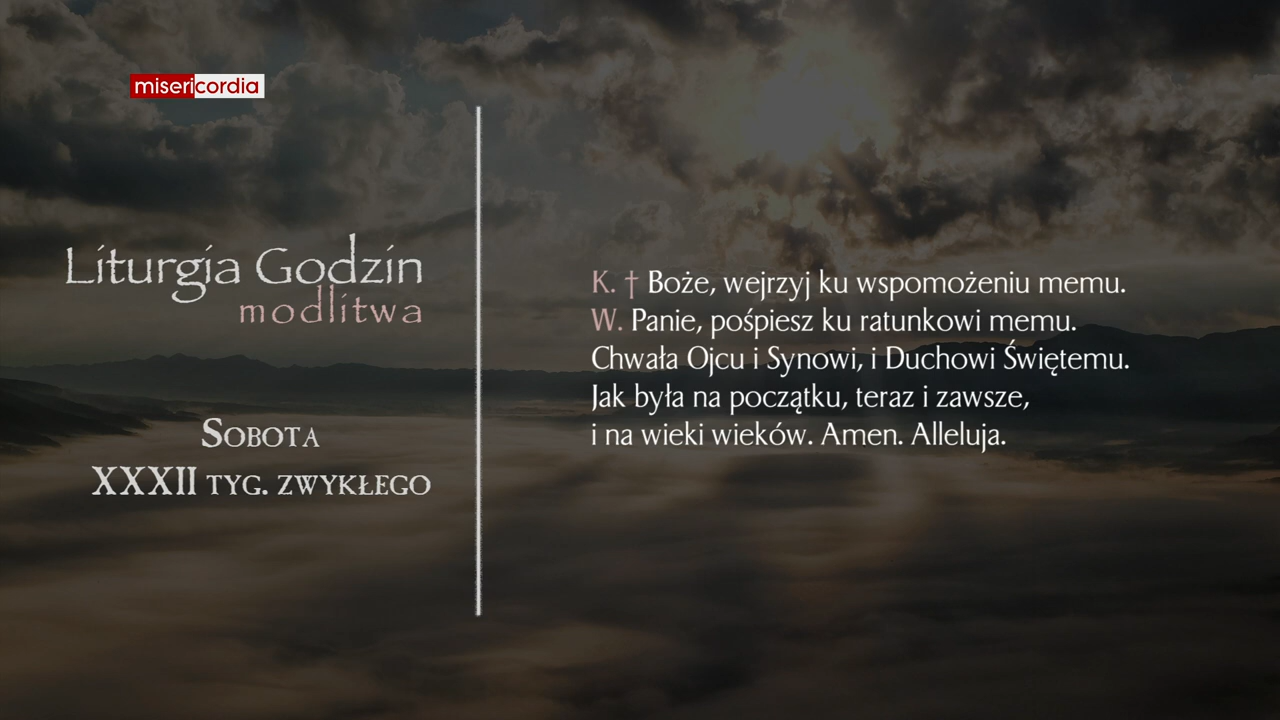 misericordia
Liturgia Godzin
modlitwa
Sobota
XXXII tyg. zwykłego
K. † Boże, wejrzyj ku wspomożeniu memu.
W. Panie, pośpiesz ku ratunkowi memu.
Chwała Ojcu i Synowi, i Duchowi Świętemu.
Jak była na początku, teraz i zawsze,
i na wieki wieków. Amen. Alleluja.